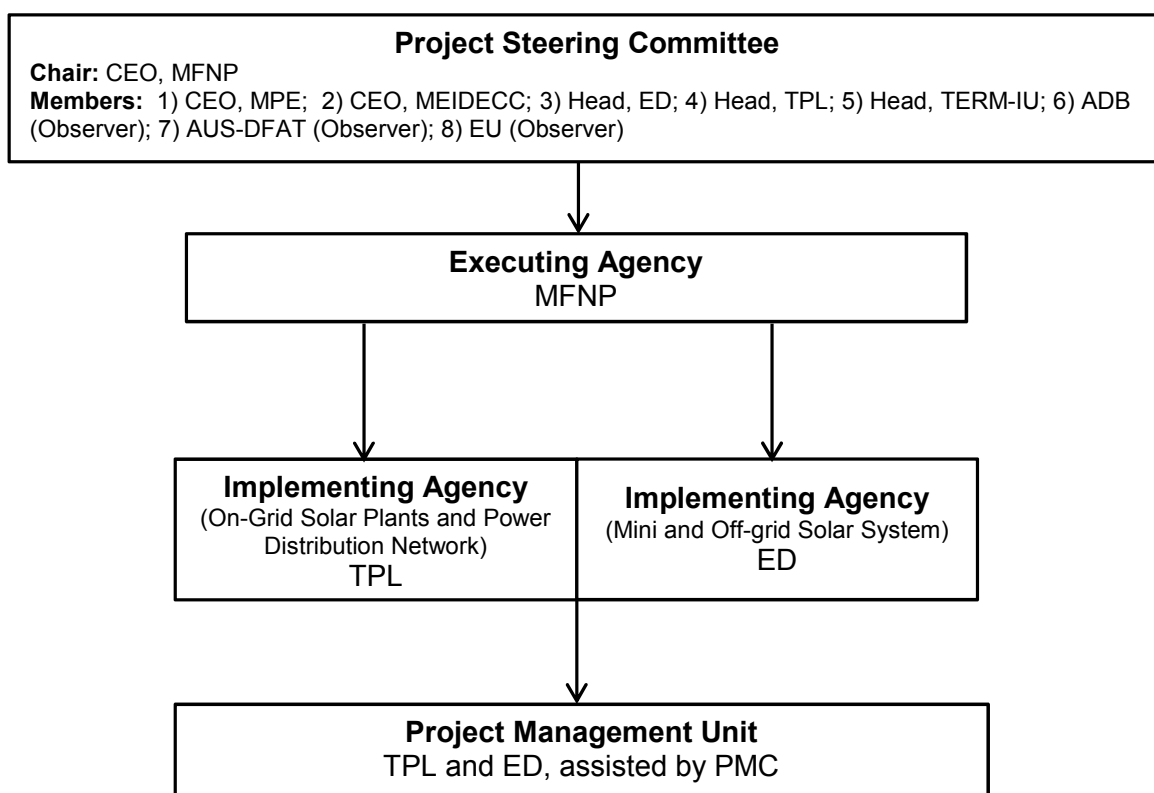 Project Steering Committee
Chair: CEO, MFNP
Members: 1) CEO, MPE; 2) CEO, MEIDECC; 3) Head, ED; 4) Head, TPL; 5) Head, TERM-IU; 6) ADB
(Observer); 7) AUS-DFAT (Observer); 8) EU (Observer)
Executing Agency
MFNP
Implementing Agency
(On-Grid Solar Plants and Power
Distribution Network)
TPL
Implementing Agency
(Mini and Off-grid Solar System)
ED
Project Management Unit
TPL and ED, assisted by PMC